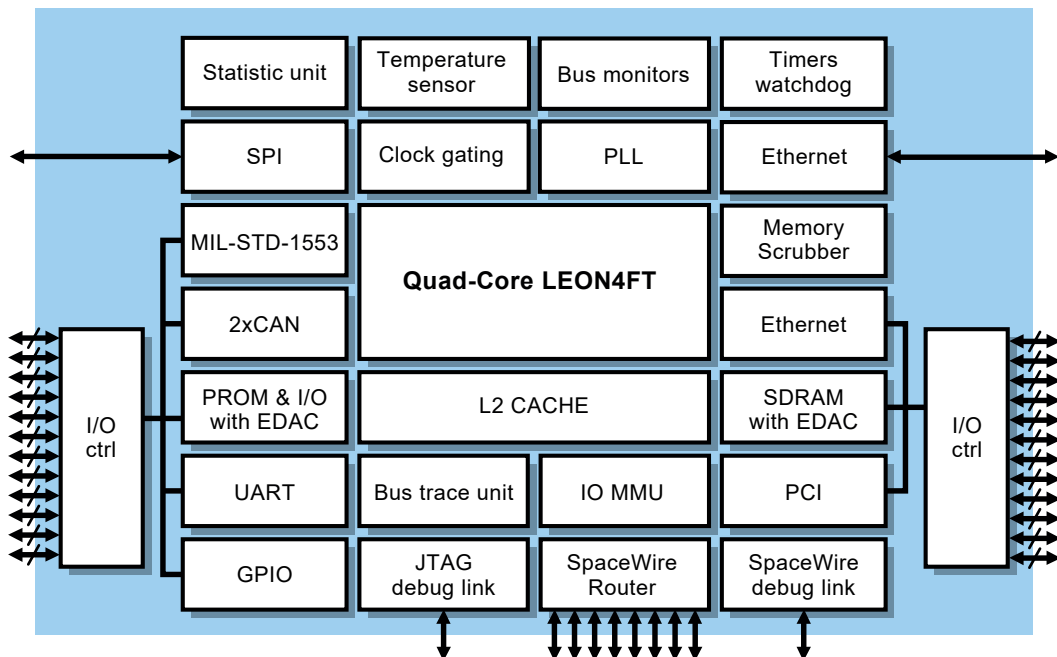 Statistic unit
Temperature
sensor
Bus monitors
Timers
watchdog
SPI
Clock gating
PLL
Ethernet
MIL-STD-1553
Quad-Core LEON4FT
Memory
Scrubber
2xCAN
Ethernet
I/O
ctrl
PROM & I/O
with EDAC
L2 CACHE
SDRAM
with EDAC
I/O
ctrl
UART
Bus trace unit
IO MMU
PCI
GPIO
JTAG
debug link
SpaceWire
Router
SpaceWire
debug link